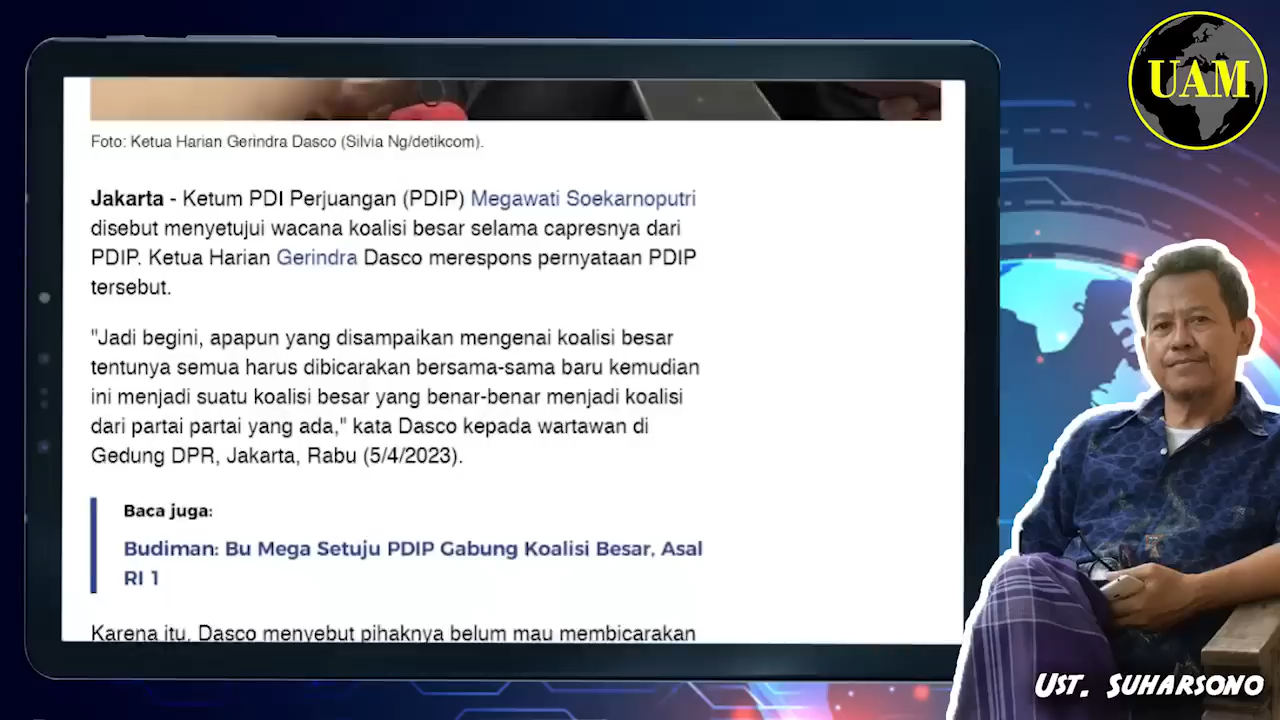 UAM
Foto: Ketua Harian Gerindra Dasco (Silvia Ng/detikcom).
Jakarta - Ketum PDI Perjuangan (PDIP) Megawati Soekarnoputri
disebut menyetujui wacana koalisi besar selama capresnya dari
PDIP. Ketua Harian Gerindra Dasco merespons pernyataan PDIP
tersebut.
"Jadi begini, apapun yang disampaikan mengenai koalisi besar
tentunya semua harus dibicarakan bersama-sama baru kemudian
ini menjadi suatu koalisi besar yang benar-benar menjadi koalisi
dari partai partai yang ada," kata Dasco kepada wartawan di
Gedung DPR, Jakarta, Rabu (5/4/2023).
Baca juga:
Budiman: Bu Mega Setuju PDIP Gabung Koalisi Besar, Asal
RI 1
Karena itu, Dasco menyebut pihaknya belum mau membicarakan
Ust. Suharsono